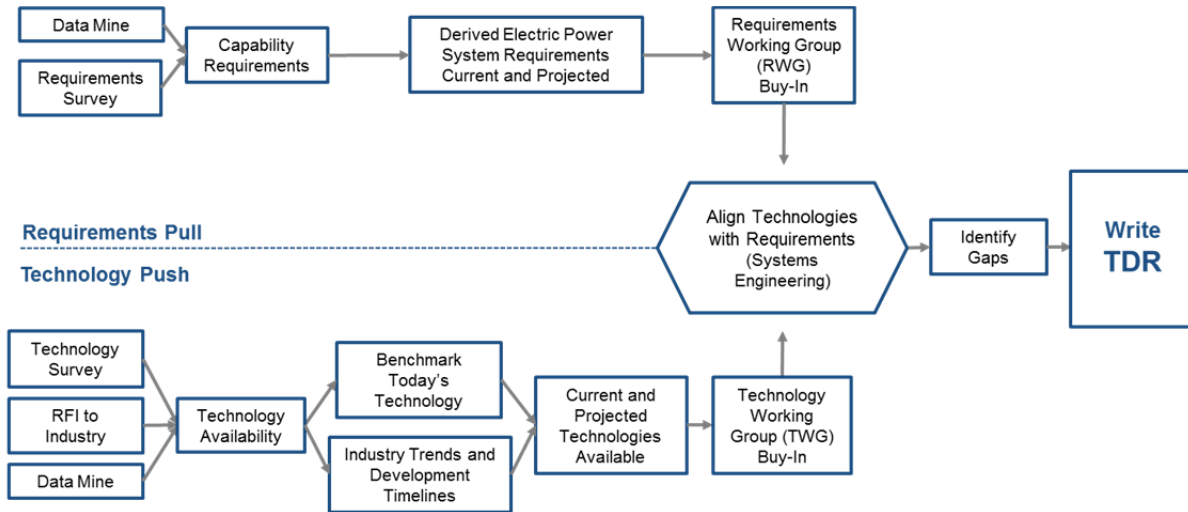 Data Mine
Requirements
Survey
Capability
Requirements
Derived Electric Power
System Requirements
Current and Projected
Requirements
Working Group
(RWG)
Buy-In
Requirements Pull
Technology Push
Align Technologies
with Requirements
(Systems
Engineering)
Identify
Gaps
Write
TDR
Technology
Survey
RFI to
Industry
Data Mine
Technology
Availability
Benchmark
Today's
Technology
Industry Trends and
Development
Timelines
Current and
Projected
Technologies
Available
Technology
Working
Group (TWG)
Buy-In